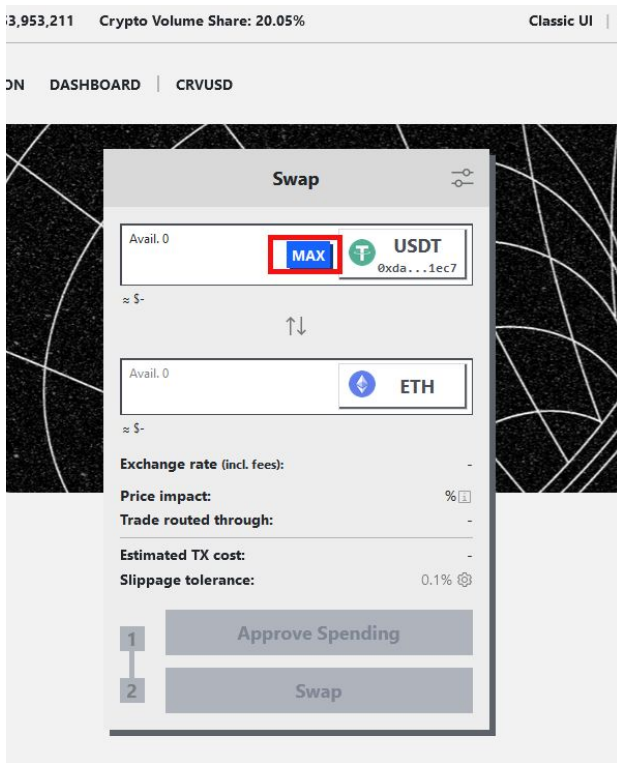 3,953,211 Crypto Volume Share: 20.05% Classic UI
ON DASHBOARD CRVUSD
Swap
Avail. 0
MAX
USDT
0xda...1ec7
≈ $-
Avail. 0
ETH
≈ $-
Exchange rate (incl. fees): -
Price impact: %
Trade routed through: -
Estimated TX cost: -
Slippage tolerance: 0.1%
1 Approve Spending
2 Swap